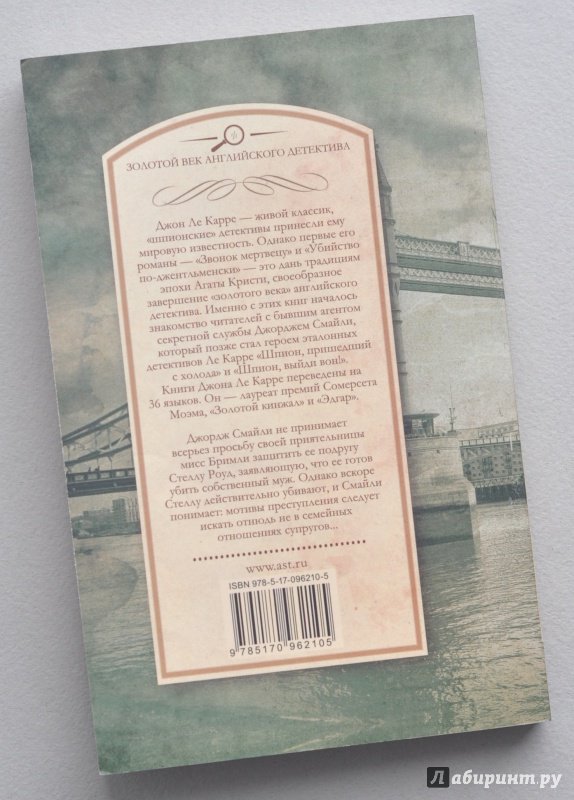 ЗОЛОТОЙ ВЕК АНГЛИЙСКОГО ДЕТЕКТИВА
Джон Ле Карре — живой классик,
«шпионские» детективы принесли ему
мировую известность. Однако первые его
романы — «Звонок мертвецу» и «Убийство
по-джентльменски» — это дань традициям
эпохи Агаты Кристи, своеобразное
завершение «золотого века» английского
детектива. Именно с этих книг началось
знакомство читателей с бывшим агентом
секретной службы Джорджем Смайли,
который позже стал героем эталонных
детективов Ле Карре «Шпион, пришедший
с холода» и «Шпион, выйди вон!».
Книги Джона Ле Карре переведены на
36 языков. Он — лауреат премий Сомерсета
Моэма, «Золотой кинжал» и «Эдгар».
Джордж Смайли не принимает
всерьез просьбу своей приятельницы
мисс Бримли защитить ее подругу
Стеллу Роуд, заявляющую, что ее готов
убить собственный муж. Однако вскоре
Стеллу действительно убивают, и Смайли
понимает: мотивы преступления следует
искать отнюдь не в семейных
отношениях супругов...
www.ast.ru
ISBN 978-5-17-096210-5
9 785170 962105
Лабиринт.ру